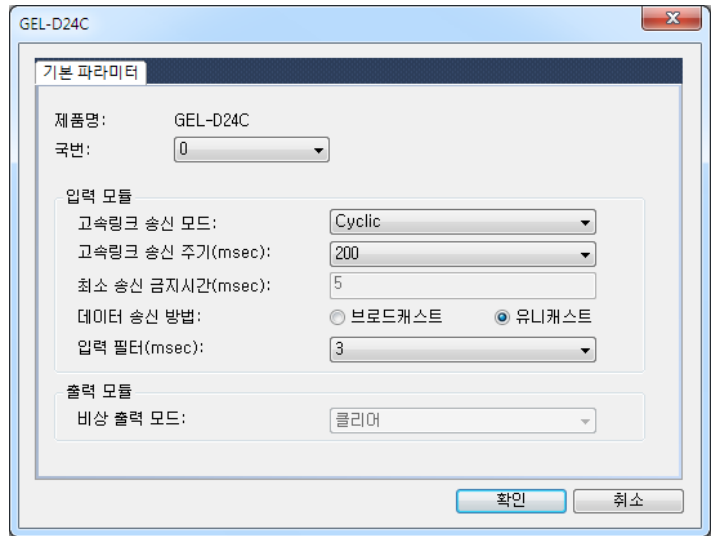 GEL-D24C
기본 파라미터
제품명: GEL-D24C
국번: 0
입력 모듈
고속링크 송신 모드: Cyclic
고속링크 송신 주기(msec): 200
최소 송신 금지시간(msec): 5
데이터 송신 방법: 브로드캐스트 유니캐스트
입력 필터(msec): 3
출력 모듈
비상 출력 모드: 클리어
확인 취소